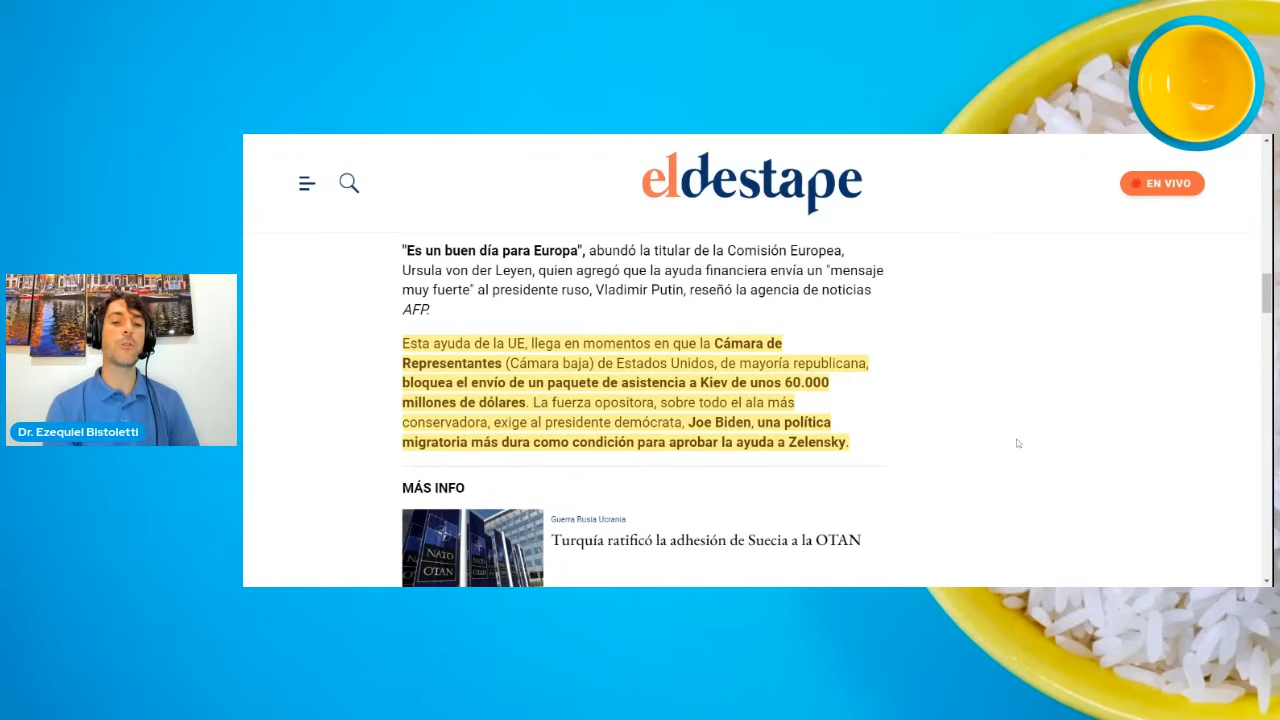 eldestape
EN VIVO
"Es un buen día para Europa", abundó la titular de la Comisión Europea,
Ursula von der Leyen, quien agregó que la ayuda financiera envía un "mensaje
muy fuerte" al presidente ruso, Vladimir Putin, reseñó la agencia de noticias
AFP.
Esta ayuda de la UE, llega en momentos en que la Cámara de
Representantes (Cámara baja) de Estados Unidos, de mayoría republicana,
bloquea el envío de un paquete de asistencia a Kiev de unos 60.000
millones de dólares. La fuerza opositora, sobre todo el ala más
conservadora, exige al presidente demócrata, Joe Biden, una política
migratoria más dura como condición para aprobar la ayuda a Zelensky.
MÁS INFO
Guerra Rusia Ucrania
Turquía ratificó la adhesión de Suecia a la OTAN
NATO
OTAN
Dr. Ezequiel Bistoletti